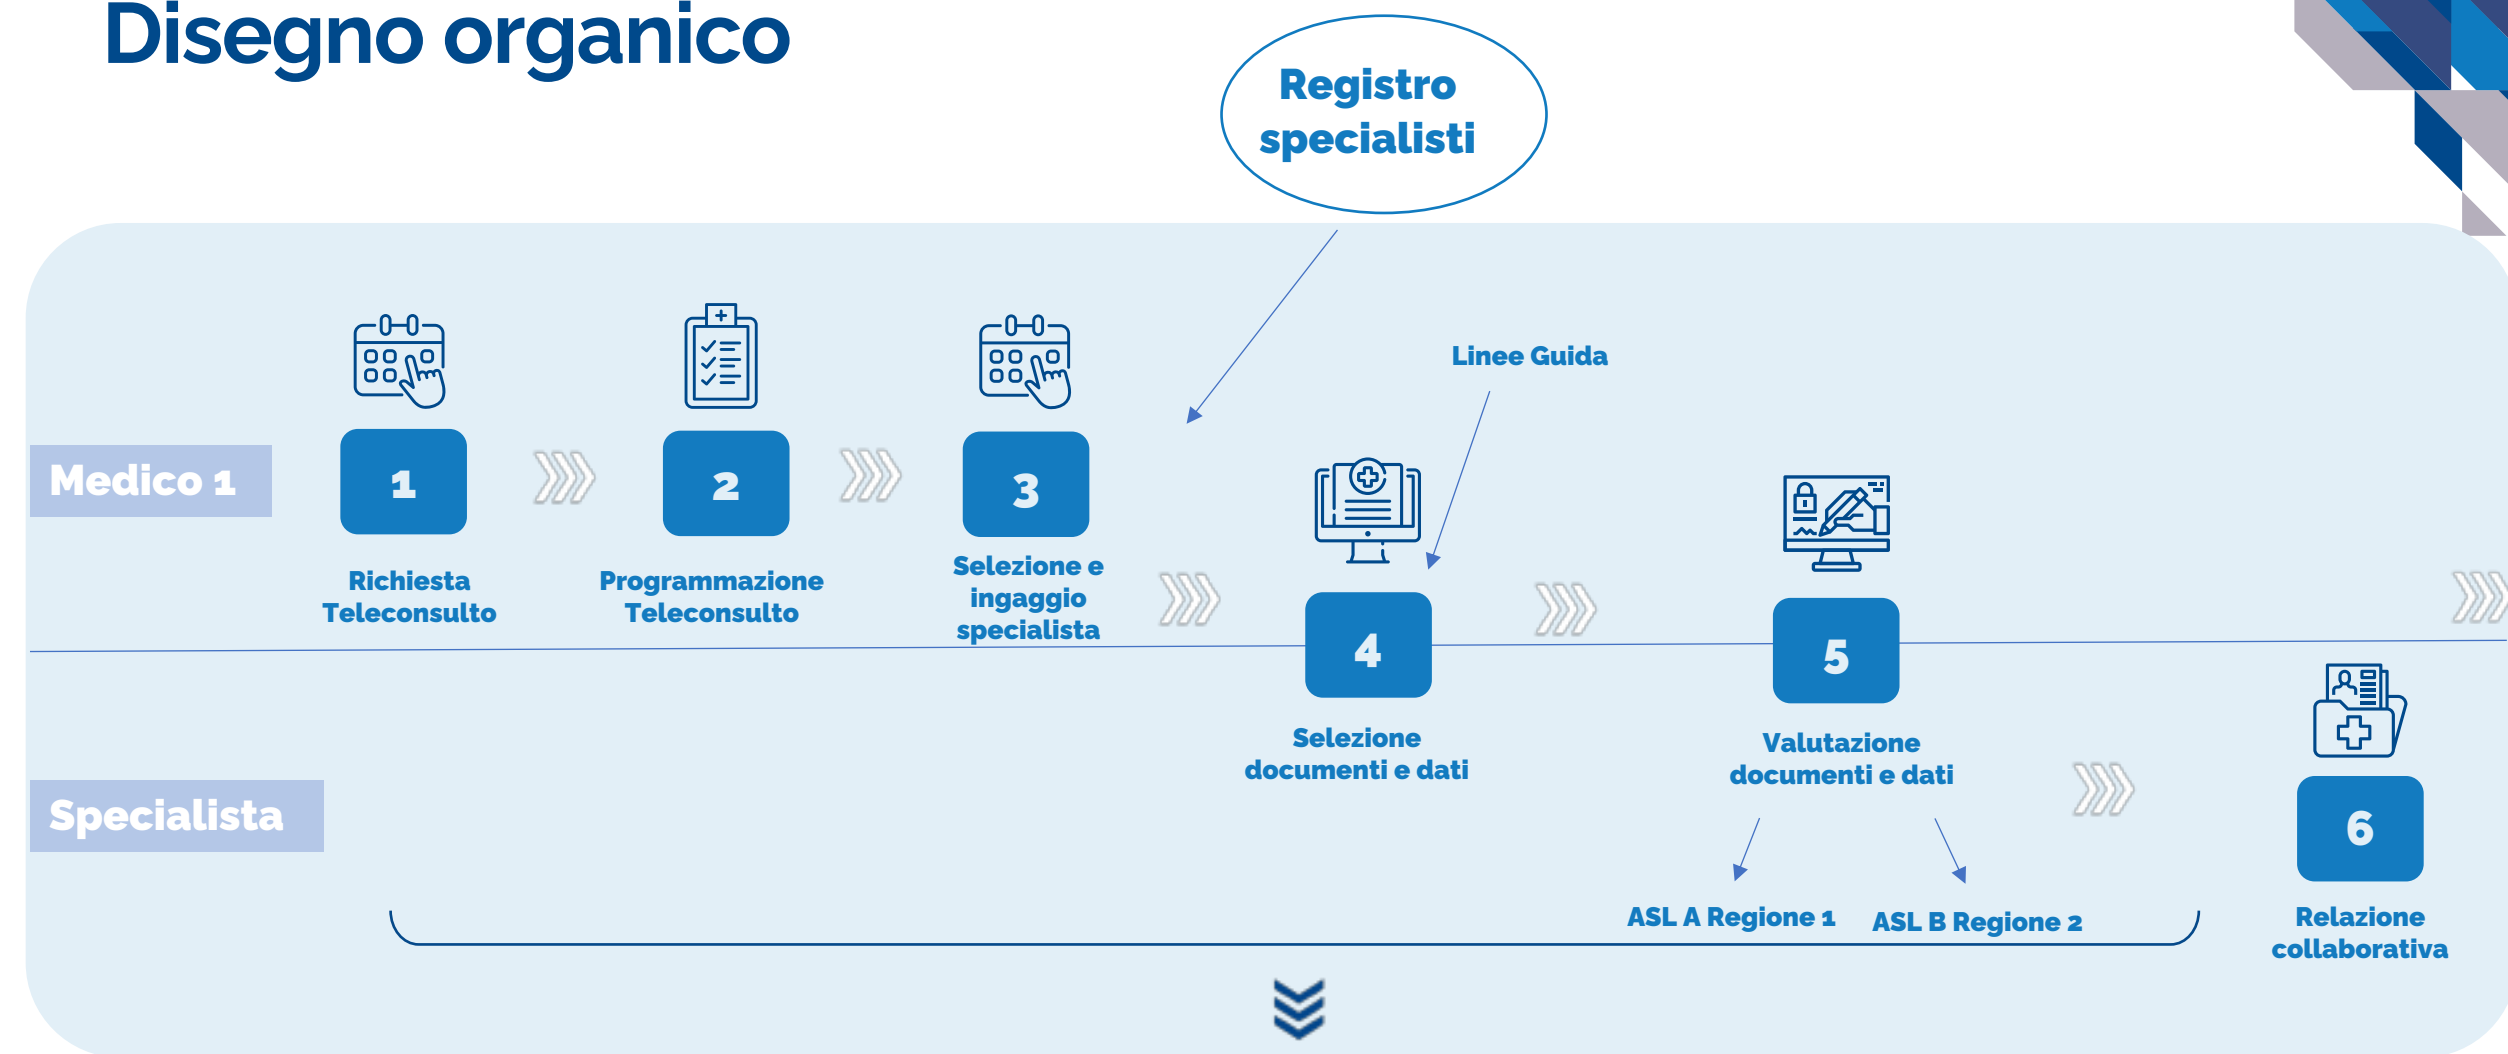 Disegno organico
Registro
specialisti
Linee Guida
Medico 1
1
2
3
Richiesta
Teleconsulto
Programmazione
Teleconsulto
Selezione e
ingaggio
specialista
4
5
Selezione
documenti e dati
Valutazione
documenti e dati
Specialista
6
ASL A Regione 1
ASL B Regione 2
Relazione
collaborativa